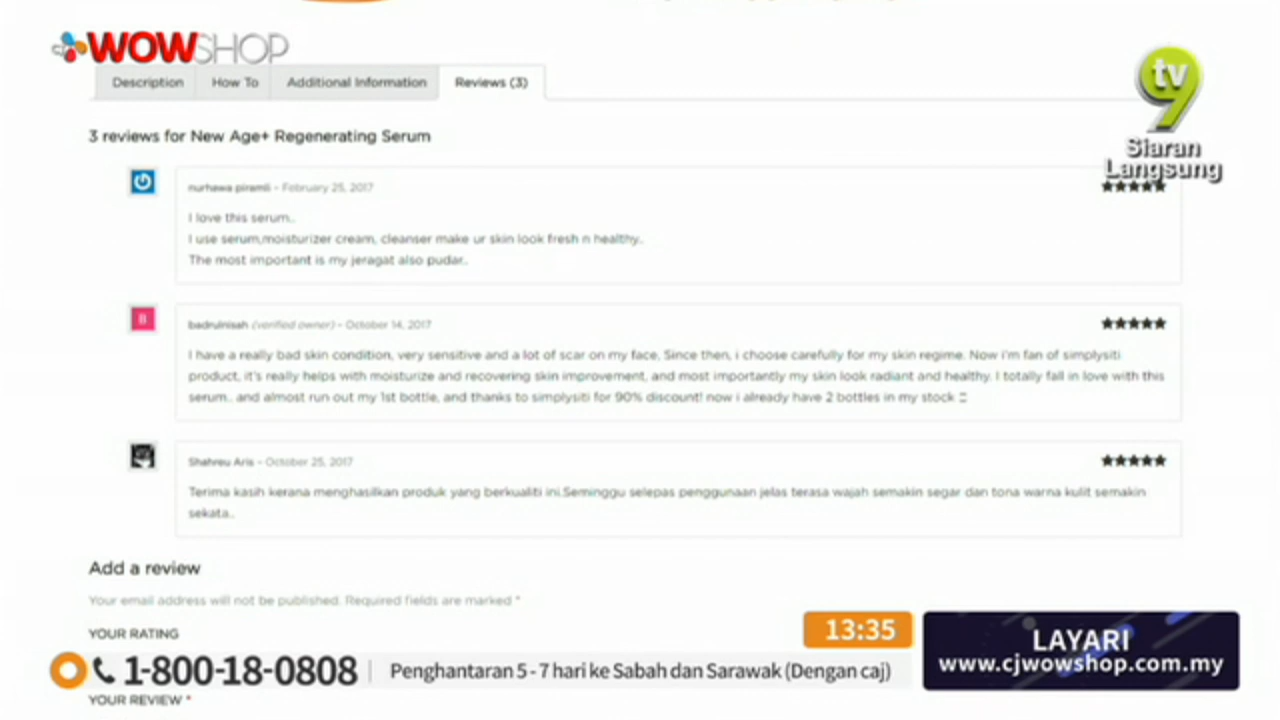 WOWSHOP
tv
9
Siaran
Langsung
Description How To Additional Information Reviews (3)
3 reviews for New Age+ Regenerating Serum
nurhawa piramli - February 25, 2017
I love this serum..
I use serum,moisturizer cream, cleanser make ur skin look fresh n healthy..
The most important is my jeragat also pudar..
badrulnisah (verified owner) - October 14, 2017
I have a really bad skin condition, very sensitive and a lot of scar on my face. Since then, i choose carefully for my skin regime. Now i'm fan of simplysiti
product, it's really helps with moisturize and recovering skin improvement, and most importantly my skin look radiant and healthy. I totally fall in love with this
serum.. and almost run out my 1st bottle, and thanks to simplysiti for 90% discount! now i already have 2 bottles in my stock
Shahreu Aris - October 25, 2017
Terima kasih kerana menghasilkan produk yang berkualiti ini.Seminggu selepas penggunaan jelas terasa wajah semakin segar dan tona warna kulit semakin
sekata..
Add a review
Your email address will not be published. Required fields are marked *
YOUR RATING
13:35
1-800-18-0808 Penghantaran 5 - 7 hari ke Sabah dan Sarawak (Dengan caj)
LAYARI
www.cjwowshop.com.my
YOUR REVIEW *